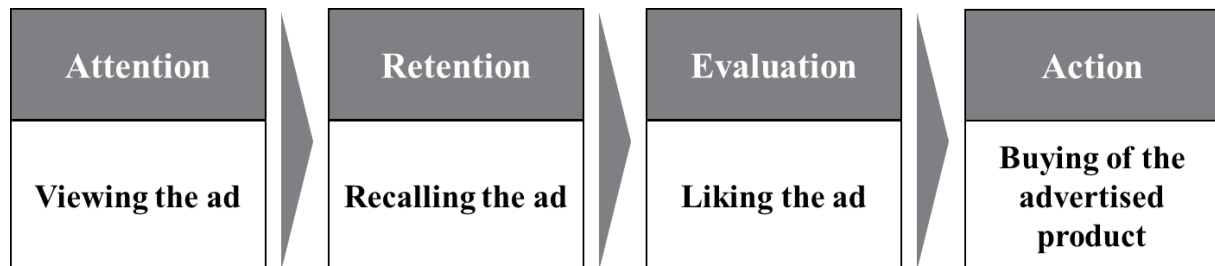 Attention
Viewing the ad
Retention
Recalling the ad
Evaluation
Liking the ad
Action
Buying of the
advertised
product